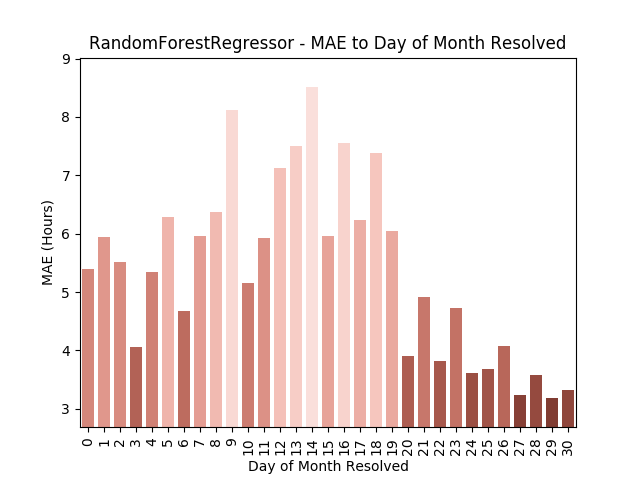 RandomForestRegressor - MAE to Day of Month Resolved
9
8
7
6
5
4
3
MAE (Hours)
0 1 2 3 4 5 6 7 8 9 10 11 12 13 14 15 16 17 18 19 20 21 22 23 24 25 26 27 28 29 30
Day of Month Resolved